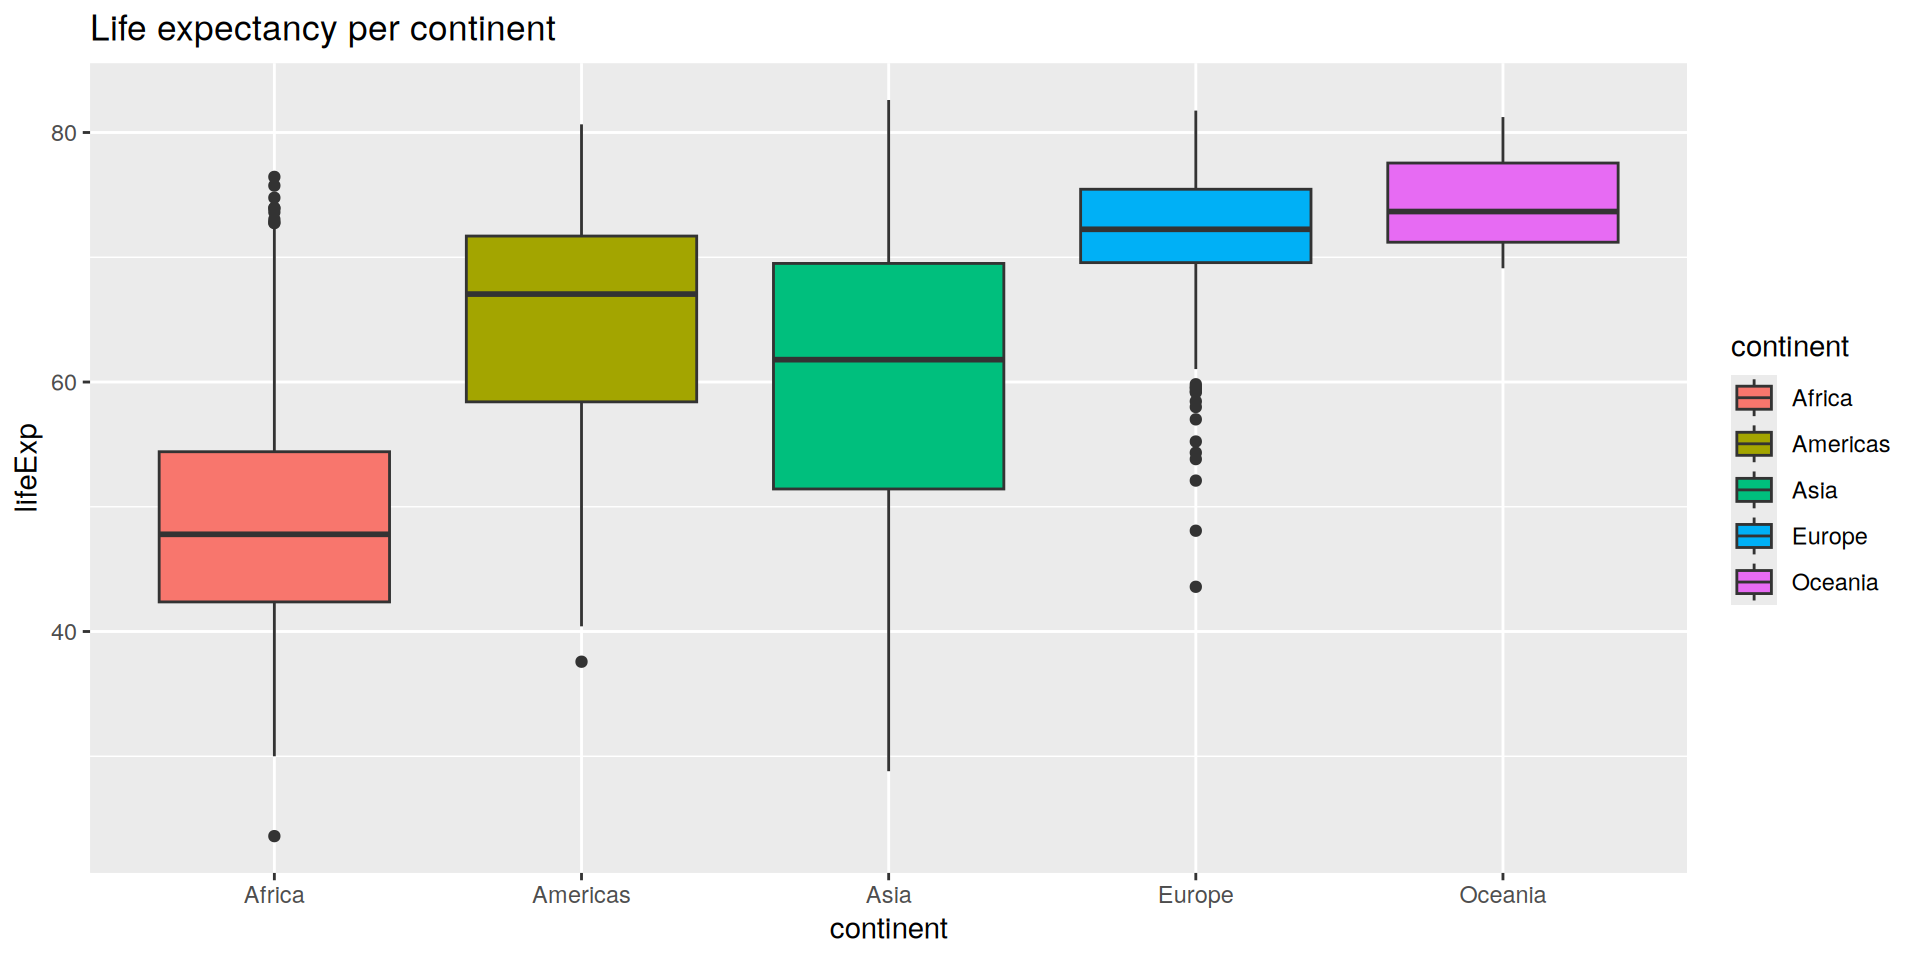 Life expectancy per continent
lifeExp
80
60
40
Africa
Americas
Asia
Europe
Oceania
continent
continent
Africa
Americas
Asia
Europe
Oceania